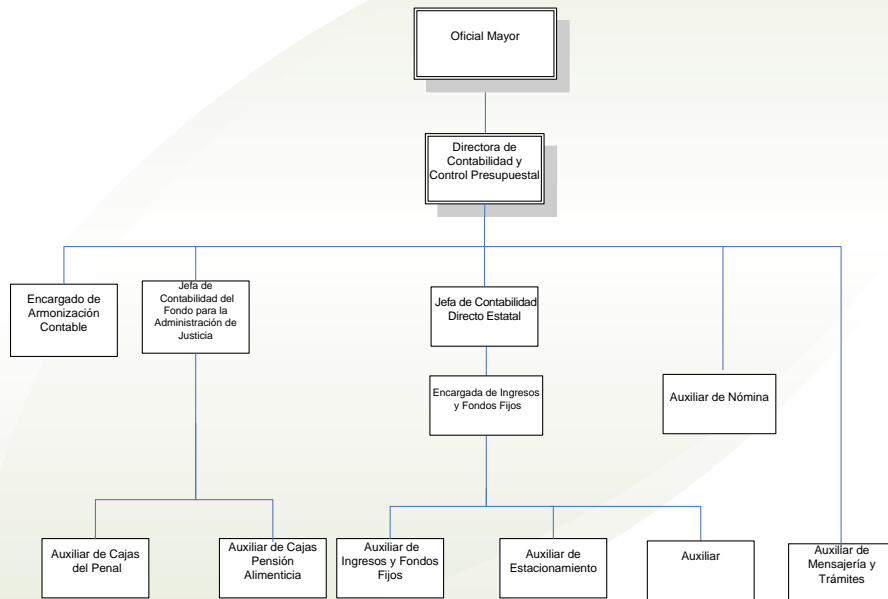 Oficial Mayor
Directora de
Contabilidad y
Control Presupuestal
Encargado de
Armonización
Contable
Jefa de
Contabilidad del
Fondo para la
Administración de
Justicia
Jefa de Contabilidad
Directo Estatal
Encargada de Ingresos
y Fondos Fijos
Auxiliar de Nómina
Auxiliar de Cajas
del Penal
Auxiliar de Cajas
Pensión
Alimenticia
Auxiliar de
Ingresos y Fondos
Fijos
Auxiliar de
Estacionamiento
Auxiliar
Auxiliar de
Mensajería y
Trámites